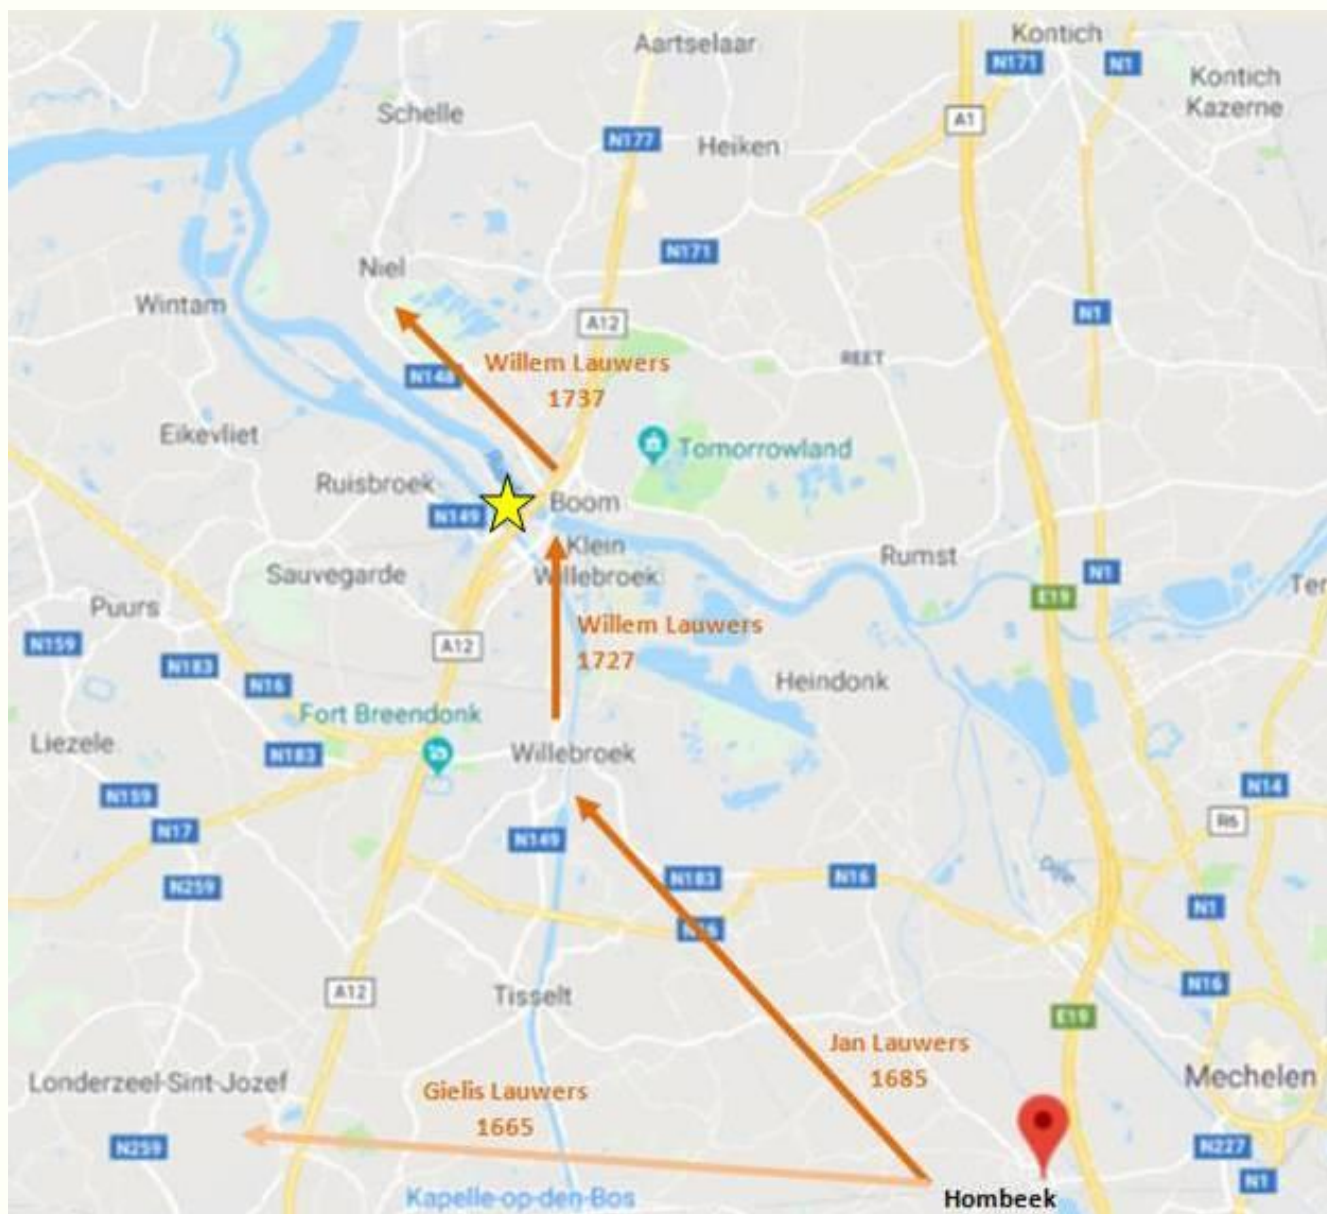 Aartselaar
Kontich
N171
N1
Kontich
Kazerne
Schelle
A1
N177
Heiken
N171
Niel
Wintam
A12
N1
REET
Willem Lauwers
1737
N148
Eikevliet
Tomorrowland
Ruisbroek
Boom
N149
Klein
Willebroek
Rumst
Sauvegarde
N1
Ter
E19
Puurs
Willem Lauwers
1727
N159
A12
N183
N16
Heindonk
Fort Breendonk
Liezele
N183
Willebroek
N159
N14
N17
R6
N149
N259
N183
N16
N1
N16
A12
Tisselt
N16
E19
Jan Lauwers
1685
Londerzeel-Sint-Jozef
Gielis Lauwers
1665
Mechelen
N259
N227
N1
Kapelle-op-den-Bos
Hombeek